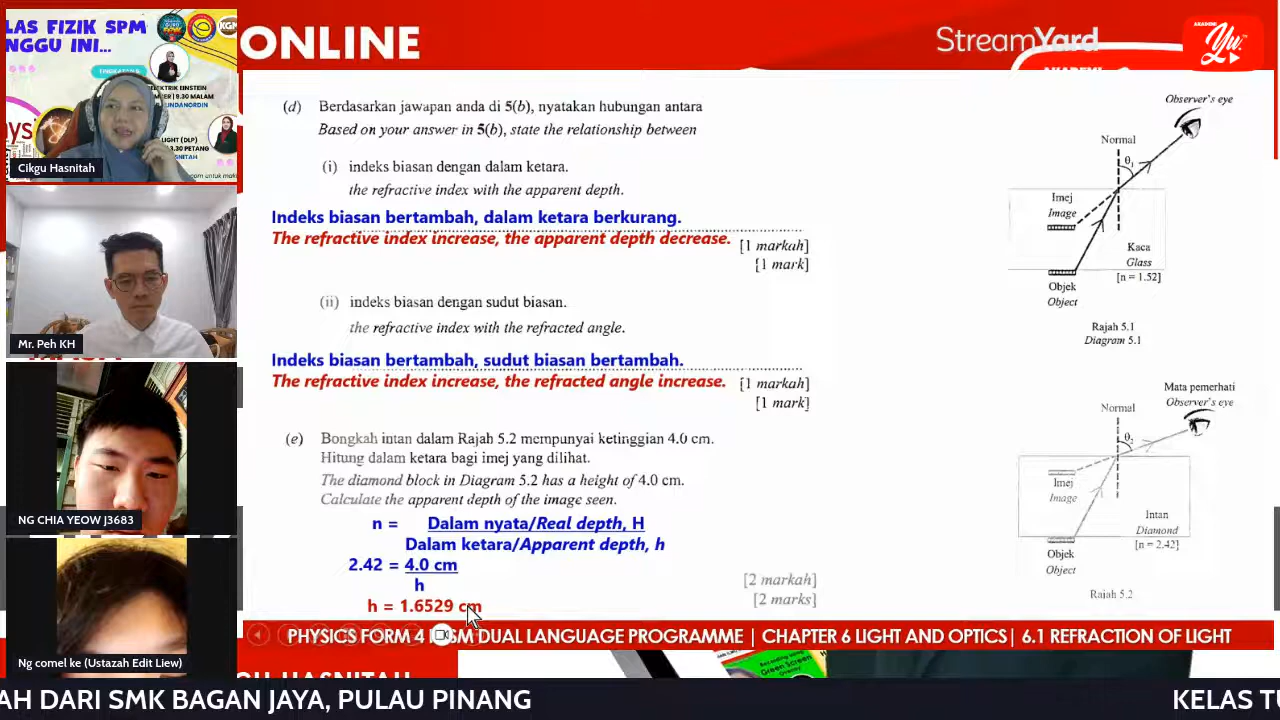 LAS FIZIK SPM
NGGU INI...
Cikgu Hasnitah
Mr. Peh KH
NG CHIA YEOW J3683
Ng comel ke (Ustazah Edit Liew)
ONLINE
StreamYard
(d) Berdasarkan jawapan anda di 5(b), nyatakan hubungan antara
Based on your answer in 5(b), state the relationship between
(i) indeks biasan dengan dalam ketara.
the refractive index with the apparent depth.
Indeks biasan bertambah, dalam ketara berkurang.
The refractive index increase, the apparent depth decrease.
[1 markah]
[1 mark]
(ii) indeks biasan dengan sudut biasan.
the refractive index with the refracted angle.
Indeks biasan bertambah, sudut biasan bertambah.
The refractive index increase, the refracted angle increase.
[1 markah]
[1 mark]
(e) Bongkah intan dalam Rajah 5.2 mempunyai ketinggian 4.0 cm.
Hitung dalam ketara bagi imej yang dilihat.
The diamond block in Diagram 5.2 has a height of 4.0 cm.
Calculate the apparent depth of the image seen.
n = Dalam nyata/Real depth, H
Dalam ketara/Apparent depth, h
2.42 = 4.0 cm
h
h = 1.6529 cm
[2 markah]
[2 marks]
Observer's eye
Normal
θ1
Imej
Image
Kaca
Glass
[n = 1.52]
Objek
Object
Rajah 5.1
Diagram 5.1
Mata pemerhati
Observer's eye
Normal
θ2
Imej
Image
Intan
Diamond
[n = 2.42]
Objek
Object
Rajah 5.2
DUAL LANGUAGE PROGRAMME | CHAPTER 6 LIGHT AND OPTICS| 6.1 REFRACTION OF LIGHT
PHYSICS FORM 4
Green Screen
AH DARI SMK BAGAN JAYA, PULAU PINANG
KELAS TU